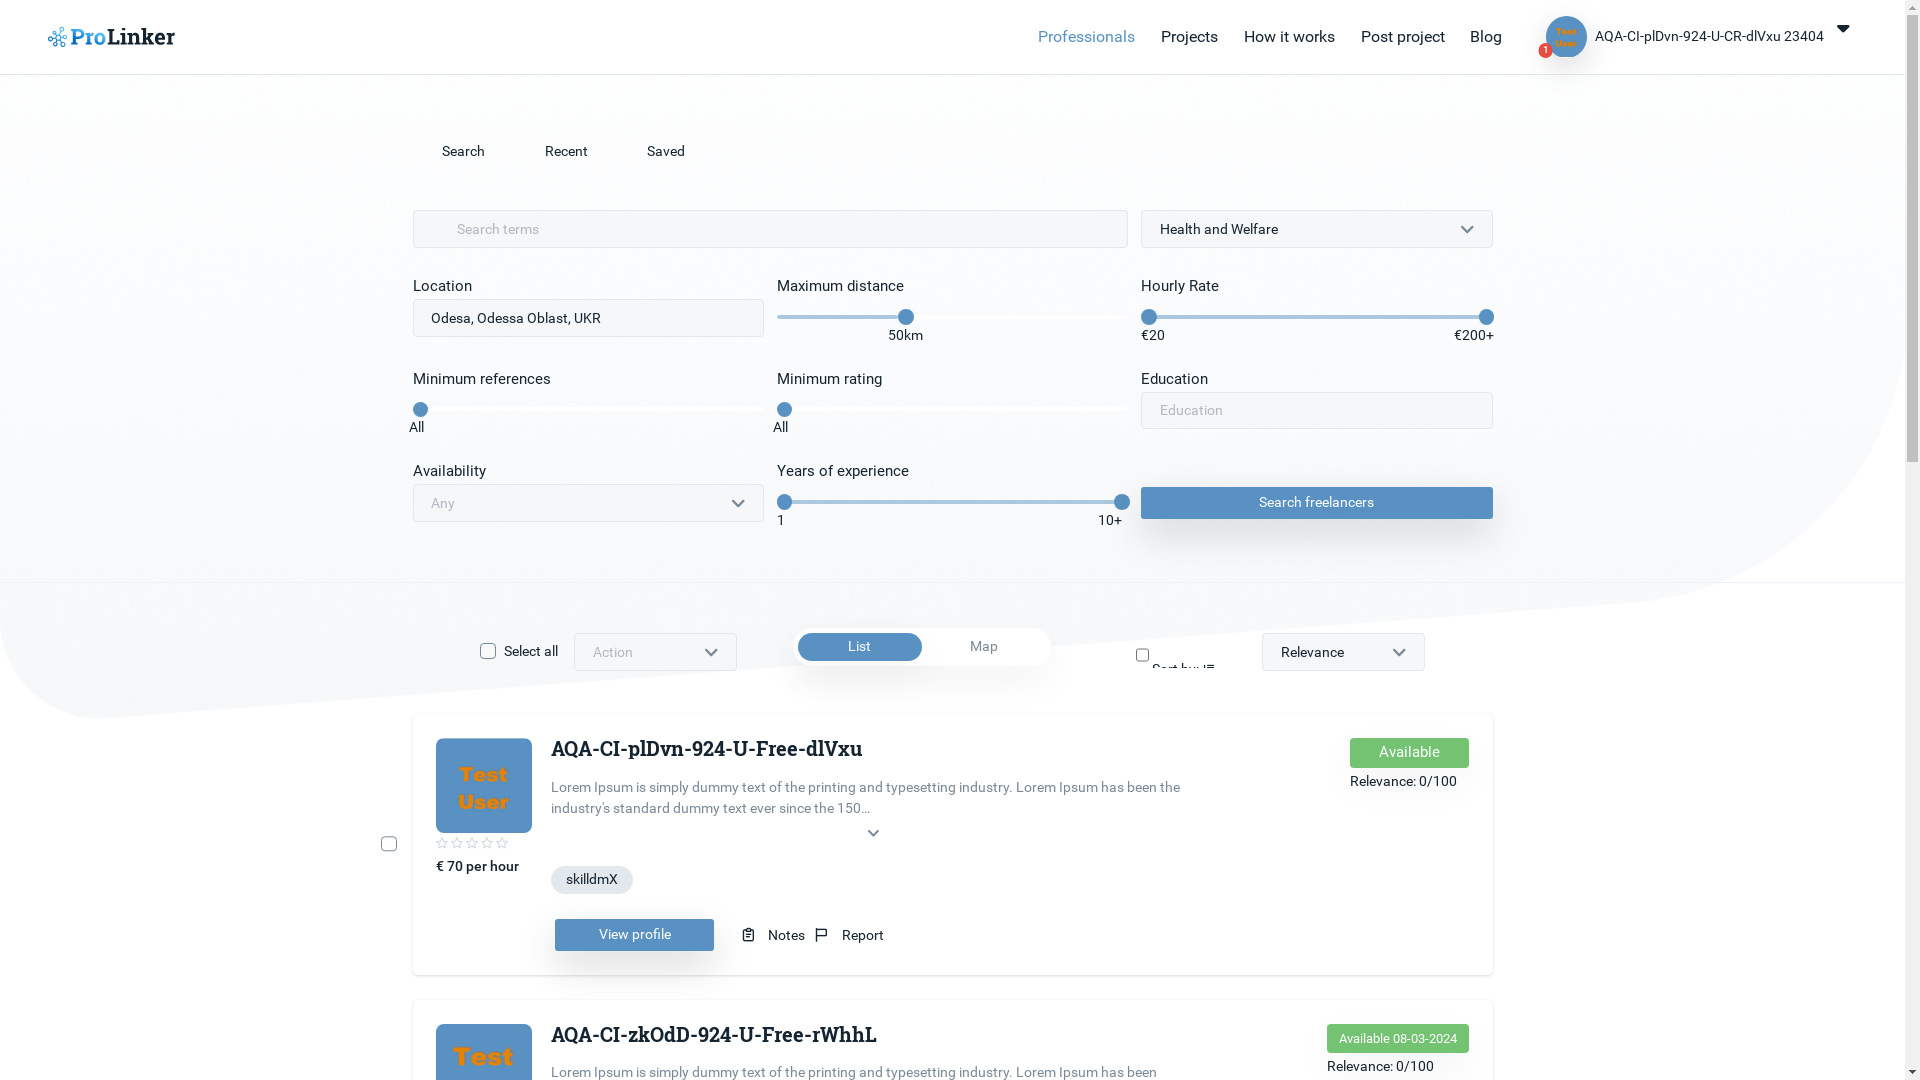 ProLinker
Professionals
Projects
How it works
Post project
Blog
1
Test
User
AQA-CI-plDvn-924-U-CR-dlVxu 23404
Search
Recent
Saved
Search terms
Health and Welfare
Location
Maximum distance
Hourly Rate
Odesa, Odessa Oblast, UKR
50km
€20
€200+
Minimum references
Minimum rating
Education
All
All
Education
Availability
Years of experience
Any
1
10+
Search freelancers
Select all
Action
List
Map
Sort by:
Relevance
Test
User
AQA-CI-plDvn-924-U-Free-dlVxu
Available
Relevance: 0/100
Lorem Ipsum is simply dummy text of the printing and typesetting industry. Lorem Ipsum has been the
industry's standard dummy text ever since the 150...
€ 70 per hour
skilldmX
View profile
Notes
Report
Test
AQA-CI-zkOdD-924-U-Free-rWhhL
Available 08-03-2024
Relevance: 0/100
Lorem Ipsum is simply dummy text of the printing and typesetting industry. Lorem Ipsum has been